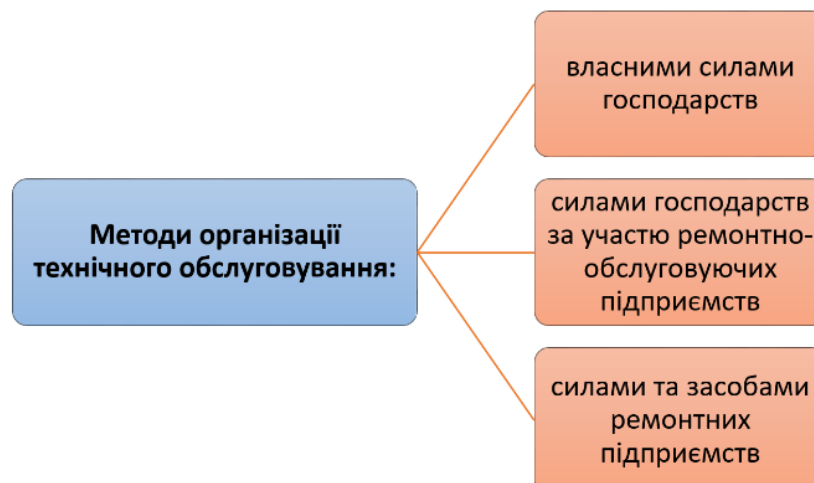 Методи організації
технічного обслуговування:
власними силами
господарств
силами господарств
за участю ремонтно-
обслуговуючих
підприємств
силами та засобами
ремонтних
підприємств